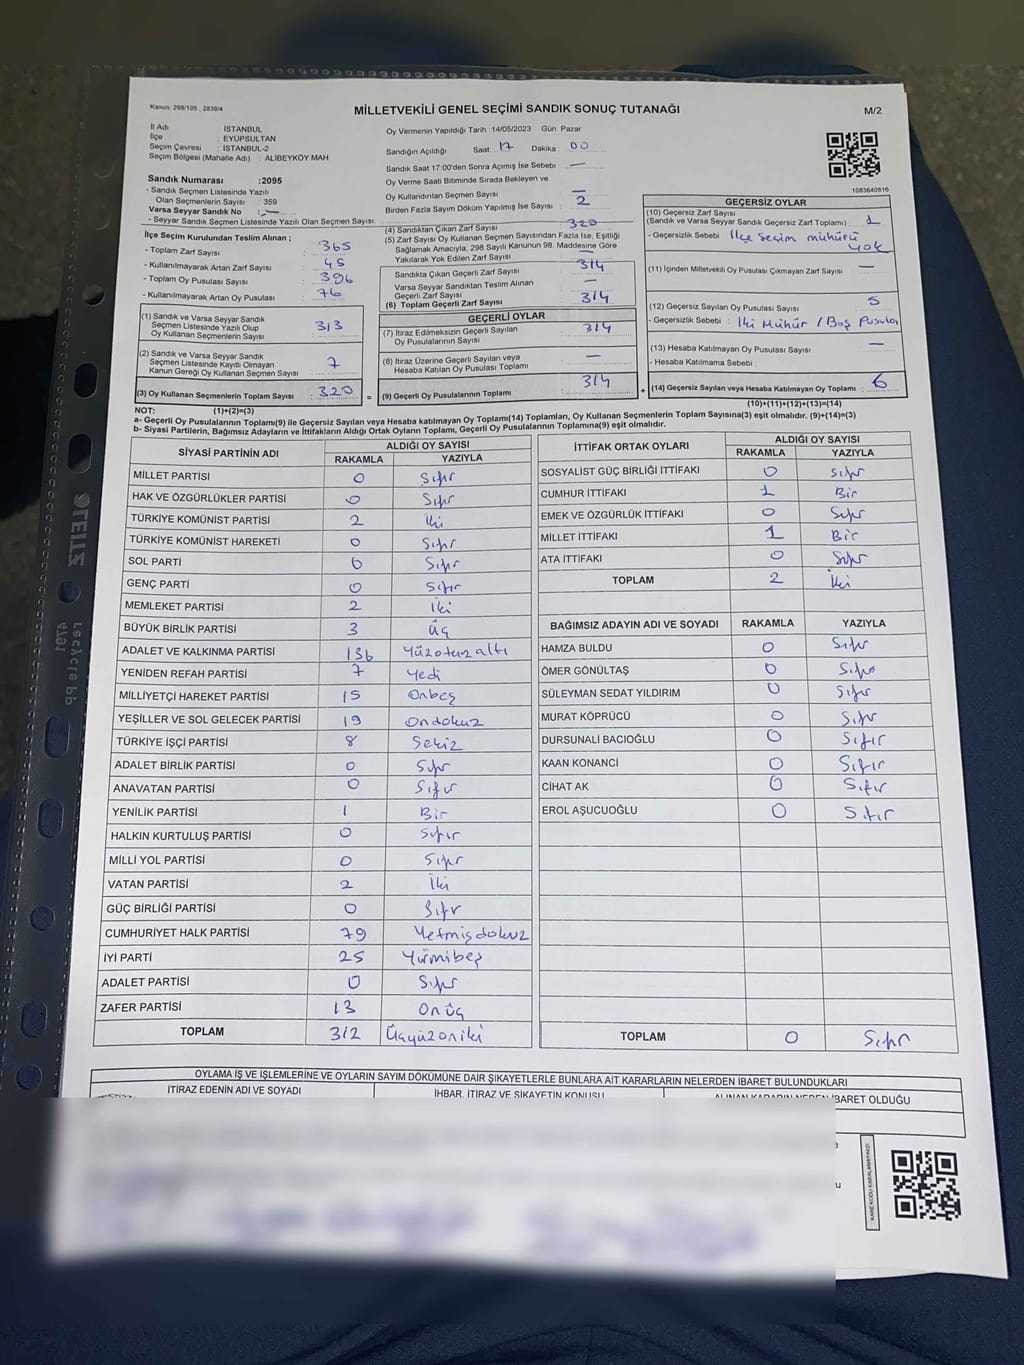 Kanun: 298/105 , 2839/4
MİLLETVEKİLİ GENEL SEÇİMİ SANDIK SONUÇ TUTANAĞI
M/2
İl Adı : İSTANBUL
İlçe : EYÜPSULTAN
Seçim Çevresi : İSTANBUL-2
Seçim Bölgesi (Mahalle Adı) : ALİBEYKÖY MAH
Oy Vermenin Yapıldığı Tarih :14/05/2023 Gün: Pazar
Sandığın Açıldığı Saat: 17 Dakika: 00
Sandık Saat 17:00'den Sonra Açılmış İse Sebebi : —
Oy Verme Saati Bitiminde Sırada Bekleyen ve
Oy Kullandırılan Seçmen Sayısı : —
Birden Fazla Sayım Döküm Yapılmış İse Sayısı : 2
1083640816
Sandık Numarası :2095
- Sandık Seçmen Listesinde Yazılı
Olan Seçmenlerin Sayısı : 359
Varsa Seyyar Sandık No : —
- Seyyar Sandık Seçmen Listesinde Yazılı Olan Seçmen Sayısı:
İlçe Seçim Kurulundan Teslim Alınan ;
- Toplam Zarf Sayısı : 365
- Kullanılmayarak Artan Zarf Sayısı : 45
- Toplam Oy Pusulası Sayısı : 396
- Kullanılmayarak Artan Oy Pusulası : 76
(1) Sandık ve Varsa Seyyar Sandık
Seçmen Listesinde Yazılı Olup
Oy Kullanan Seçmenlerin Sayısı : 313
(2) Sandık ve Varsa Seyyar Sandık
Seçmen Listesinde Kayıtlı Olmayan
Kanun Gereği Oy Kullanan Seçmen Sayısı : 7
(3) Oy Kullanan Seçmenlerin Toplam Sayısı : 320
(4) Sandıktan Çıkan Zarf Sayısı : 320
(5) Zarf Sayısı Oy Kullanan Seçmen Sayısından Fazla İse, Eşitliği
Sağlamak Amacıyla, 298 Sayılı Kanunun 98. Maddesine Göre
Yakılarak Yok Edilen Zarf Sayısı : —
Sandıkta Çıkan Geçerli Zarf Sayısı : 314
Varsa Seyyar Sandıktan Teslim Alınan
Geçerli Zarf Sayısı : —
(6) Toplam Geçerli Zarf Sayısı : 314
GEÇERLİ OYLAR
(7) İtiraz Edilmeksizin Geçerli Sayılan
Oy Pusulalarının Sayısı : 314
(8) İtiraz Üzerine Geçerli Sayılan veya
Hesaba Katılan Oy Pusulası Toplamı : —
= (9) Geçerli Oy Pusulalarının Toplamı : 314
GEÇERSİZ OYLAR
(10) Geçersiz Zarf Sayısı
(Sandık ve Varsa Seyyar Sandık Geçersiz Zarf Toplamı) : 1
- Geçersizlik Sebebi : İlçe seçim mühürü
yok
(11) İçinden Milletvekili Oy Pusulası Çıkmayan Zarf Sayısı : —
(12) Geçersiz Sayılan Oy Pusulası Sayısı : 5
- Geçersizlik Sebebi : İki Mühür / Boş Pusula
(13) Hesaba Katılmayan Oy Pusulası Sayısı : —
- Hesaba Katılmama Sebebi :
+ (14) Geçersiz Sayılan veya Hesaba Katılmayan Oy Toplamı : 6
NOT: (1)+(2)=(3)
(10)+(11)+(12)+(13)=(14)
a- Geçerli Oy Pusulalarının Toplamı(9) ile Geçersiz Sayılan veya Hesaba katılmayan Oy Toplamı(14) Toplamları, Oy Kullanan Seçmenlerin Toplam Sayısına(3) eşit olmalıdır. (9)+(14)=(3)
b- Siyasi Partilerin, Bağımsız Adayların ve İttifakların Aldığı Ortak Oyların Toplamı, Geçerli Oy Pusulalarının Toplamına(9) eşit olmalıdır.
SİYASİ PARTİNİN ADI
ALDIĞI OY SAYISI
RAKAMLA YAZIYLA
MİLLET PARTİSİ 0 Sıfır
HAK VE ÖZGÜRLÜKLER PARTİSİ 0 Sıfır
TÜRKİYE KOMÜNİST PARTİSİ 2 İki
TÜRKİYE KOMÜNİST HAREKETİ 0 Sıfır
SOL PARTİ 0 Sıfır
GENÇ PARTİ 0 Sıfır
MEMLEKET PARTİSİ 2 İki
BÜYÜK BİRLİK PARTİSİ 3 Üç
ADALET VE KALKINMA PARTİSİ 136 Yüzotuzaltı
YENİDEN REFAH PARTİSİ 7 Yedi
MİLLİYETÇİ HAREKET PARTİSİ 15 Onbeş
YEŞİLLER VE SOL GELECEK PARTİSİ 19 Ondokuz
TÜRKİYE İŞÇİ PARTİSİ 8 Sekiz
ADALET BİRLİK PARTİSİ 0 Sıfır
ANAVATAN PARTİSİ 0 Sıfır
YENİLİK PARTİSİ 1 Bir
HALKIN KURTULUŞ PARTİSİ 0 Sıfır
MİLLİ YOL PARTİSİ 0 Sıfır
VATAN PARTİSİ 2 İki
GÜÇ BİRLİĞİ PARTİSİ 0 Sıfır
CUMHURİYET HALK PARTİSİ 79 Yetmişdokuz
İYİ PARTİ 25 Yirmibeş
ADALET PARTİSİ 0 Sıfır
ZAFER PARTİSİ 13 Onüç
TOPLAM 312 Üçyüzoniki
İTTİFAK ORTAK OYLARI
ALDIĞI OY SAYISI
RAKAMLA YAZIYLA
SOSYALİST GÜÇ BİRLİĞİ İTTİFAKI 0 Sıfır
CUMHUR İTTİFAKI 1 Bir
EMEK VE ÖZGÜRLÜK İTTİFAKI 0 Sıfır
MİLLET İTTİFAKI 1 Bir
ATA İTTİFAKI 0 Sıfır
TOPLAM 2 İki
BAĞIMSIZ ADAYIN ADI VE SOYADI RAKAMLA YAZIYLA
HAMZA BULDU 0 Sıfır
ÖMER GÖNÜLTAŞ 0 Sıfır
SÜLEYMAN SEDAT YILDIRIM 0 Sıfır
MURAT KÖPRÜCÜ 0 Sıfır
DURSUNALİ BACIOĞLU 0 Sıfır
KAAN KONANCİ 0 Sıfır
CİHAT AK 0 Sıfır
EROL AŞUCUOĞLU 0 Sıfır
TOPLAM 0 Sıfır
OYLAMA İŞ VE İŞLEMLERİNE VE OYLARIN SAYIM DÖKÜMÜNE DAİR ŞİKAYETLERLE BUNLARA AİT KARARLARIN NELERDEN İBARET BULUNDUKLARI
İTİRAZ EDENİN ADI VE SOYADI
İHBAR, İTİRAZ VE ŞİKAYETİN KONUSU
ALINAN KARARIN NEDEN İBARET OLDUĞU
KAREKODU KARALAMAYINIZ!
recycle pp